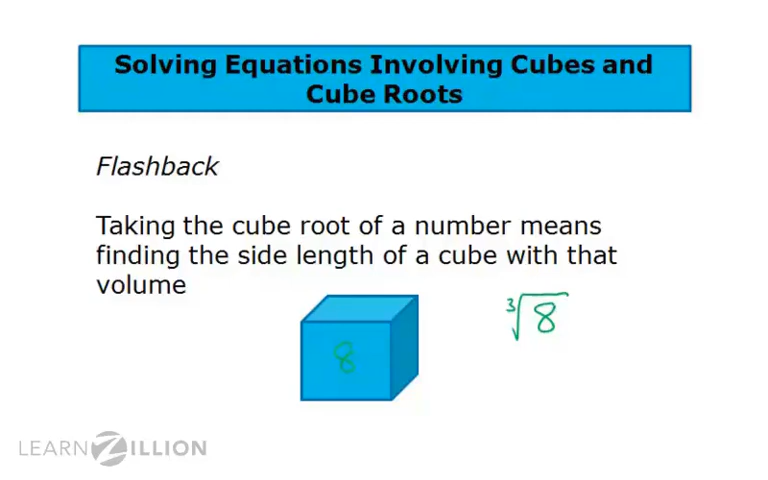 Solving Equations Involving Cubes and
Cube Roots
Flashback
Taking the cube root of a number means
finding the side length of a cube with that
volume
∛8
8
LEARNZILLION